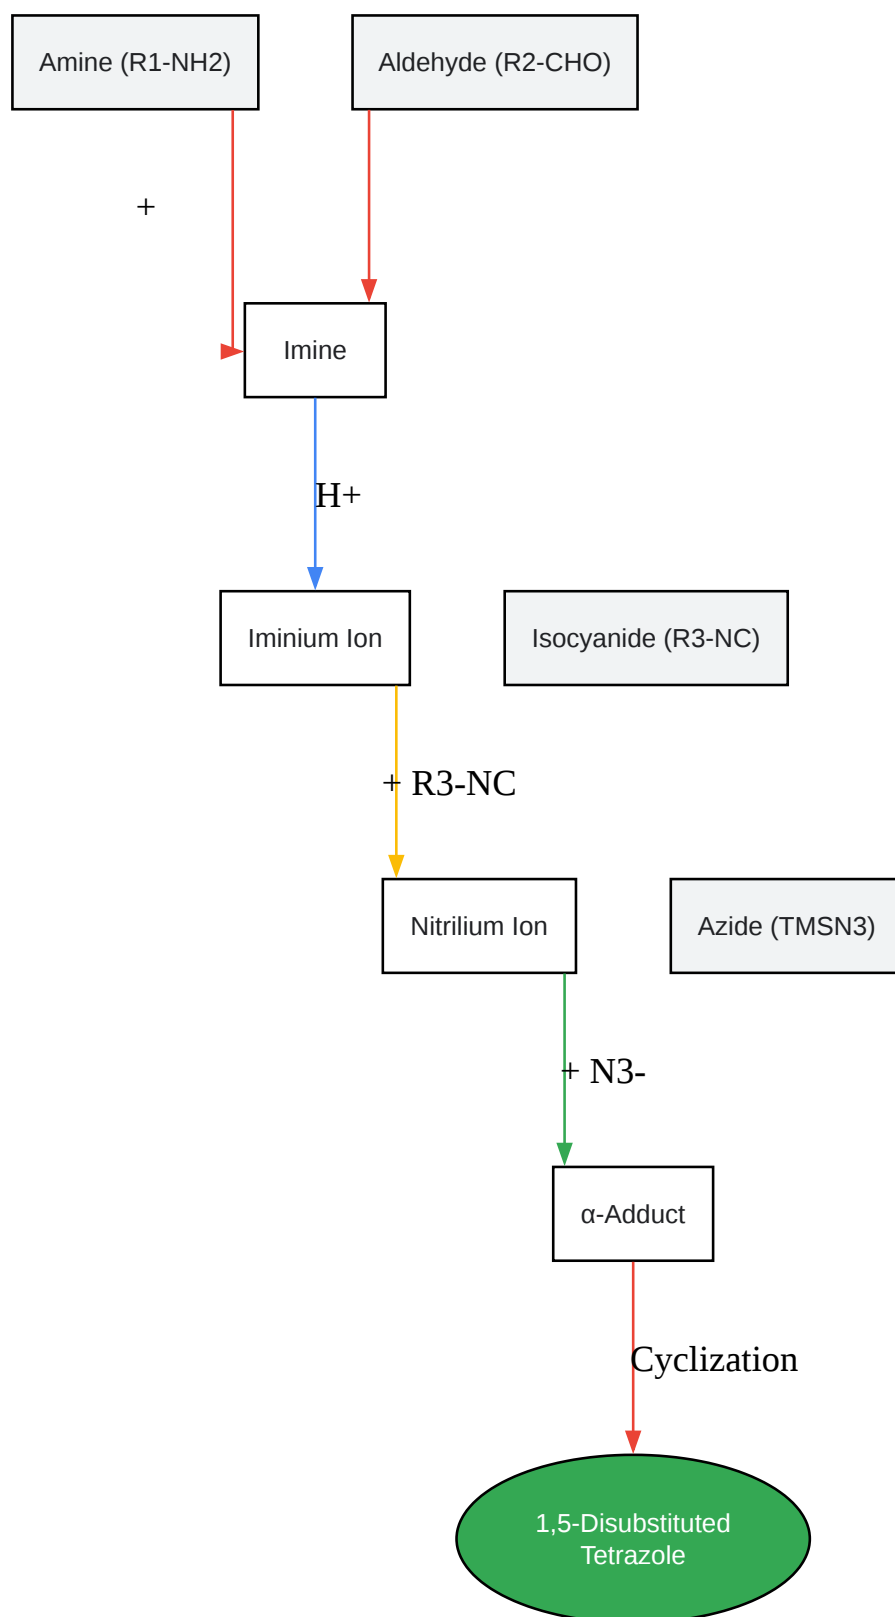 Amine (R1-NH2)
Aldehyde (R2-CHO)
+
Imine
H+
Iminium Ion
Isocyanide (R3-NC)
+ R3-NC
Nitrilium Ion
Azide (TMSN3)
+ N3-
α-Adduct
Cyclization
1,5-Disubstituted
Tetrazole